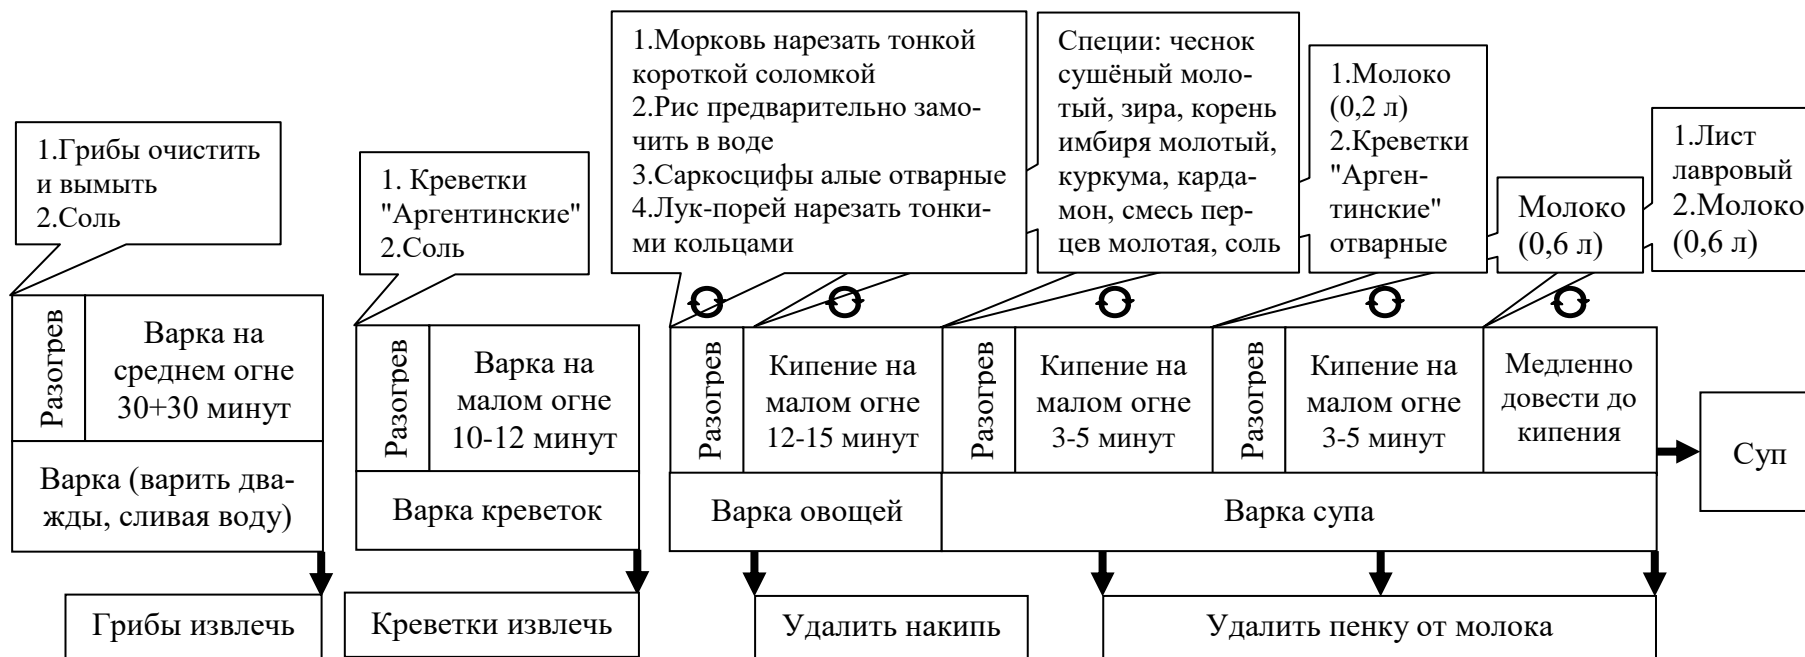 1.Грибы очистить
и вымыть
2.Соль
1. Креветки
"Аргентинские"
2.Соль
1.Морковь нарезать тонкой
короткой соломкой
2.Рис предварительно замо-
чить в воде
3.Саркосцифы алые отварные
4.Лук-порей нарезать тонки-
ми кольцами
Специи: чеснок
сушёный моло-
тый, зира, корень
имбиря молотый,
куркума, карда-
мон, смесь пер-
цев молотая, соль
1.Молоко
(0,2 л)
2.Креветки
"Арген-
тинские"
отварные
Молоко
(0,6 л)
1.Лист
лавровый
2.Молоко
(0,6 л)
Разогрев
Варка на
среднем огне
30+30 минут
Варка (варить два-
жды, сливая воду)
Грибы извлечь
Разогрев
Варка на
малом огне
10-12 минут
Варка креветок
Креветки извлечь
Разогрев
Кипение на
малом огне
12-15 минут
Варка овощей
Удалить накипь
Разогрев
Кипение на
малом огне
3-5 минут
Разогрев
Кипение на
малом огне
3-5 минут
Медленно
довести до
кипения
Варка супа
Удалить пенку от молока
Суп